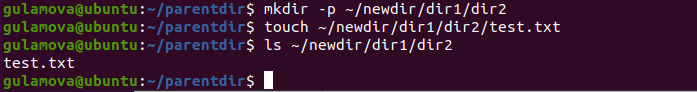 gulamova@ubuntu:~/parentdir$ mkdir -p ~/newdir/dir1/dir2
gulamova@ubuntu:~/parentdir$ touch ~/newdir/dir1/dir2/test.txt
gulamova@ubuntu:~/parentdir$ ls ~/newdir/dir1/dir2
test.txt
gulamova@ubuntu:~/parentdir$